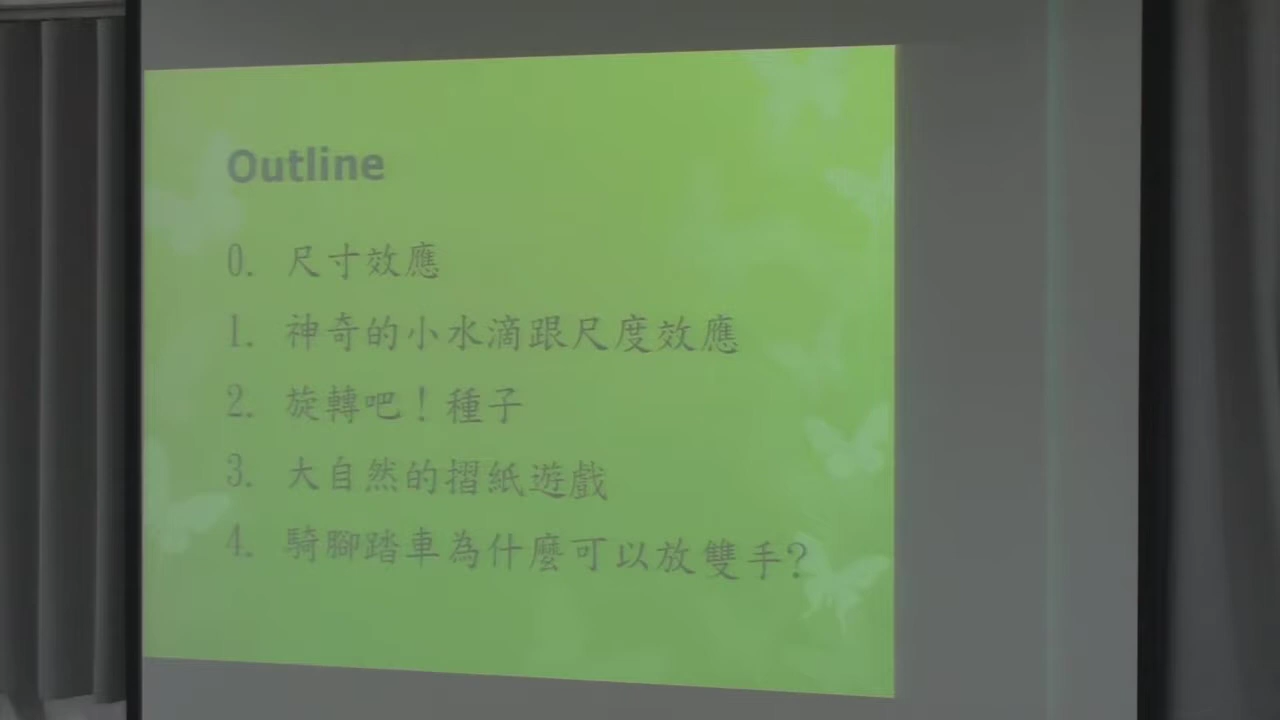 Outline
0. 尺寸效應
1. 神奇的小水滴跟尺度效應
2. 旋轉吧！種子
3. 大自然的摺紙遊戲
4. 騎腳踏車為什麼可以放雙手?